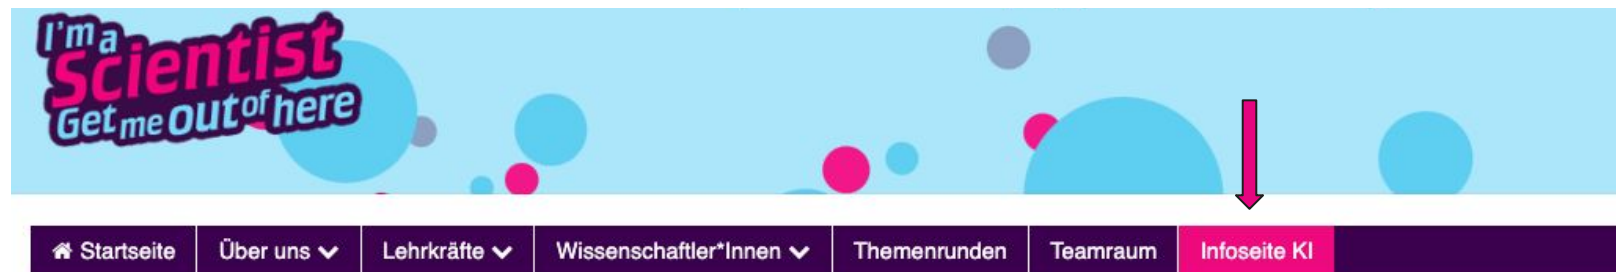 I'm a
Scientist
Get me out of here
Startseite Über uns Lehrkräfte Wissenschaftler*Innen Themenrunden Teamraum Infoseite KI